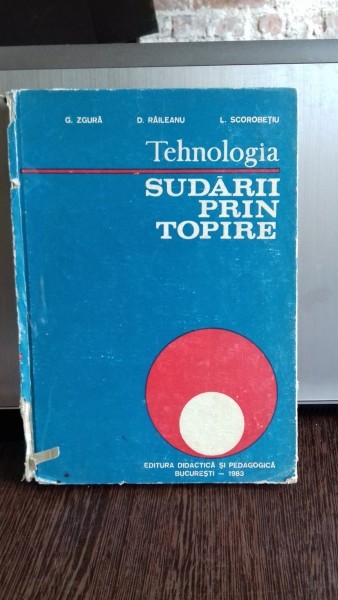 G. ZGURĂ D. RĂILEANU L. SCOROBEȚIU
Tehnologia
SUDĂRII
PRIN
TOPIRE
EDITURA DIDACTICĂ ȘI PEDAGOGICĂ
BUCUREȘTI – 1983